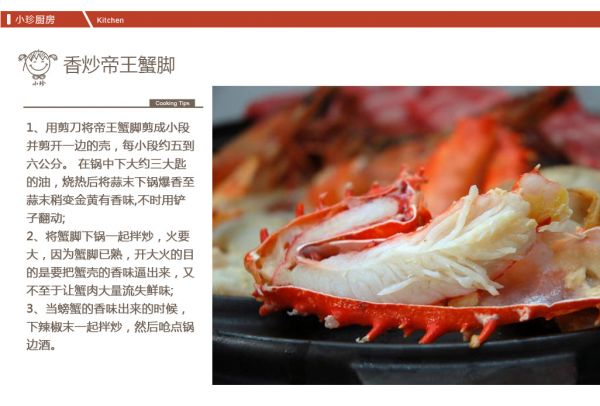 小珍厨房
Kitchen
小珍
香炒帝王蟹脚
Cooking Tips
1、用剪刀将帝王蟹脚剪成小段
并剪开一边的壳，每小段约五到
六公分。 在锅中下大约三大匙
的油，烧热后将蒜末下锅爆香至
蒜末稍变金黄有香味,不时用铲
子翻动;
2、将蟹脚下锅一起拌炒，火要
大，因为蟹脚已熟，开大火的目
的是要把蟹壳的香味逼出来，又
不至于让蟹肉大量流失鲜味;
3、当螃蟹的香味出来的时候，
下辣椒末一起拌炒，然后呛点锅
边酒。